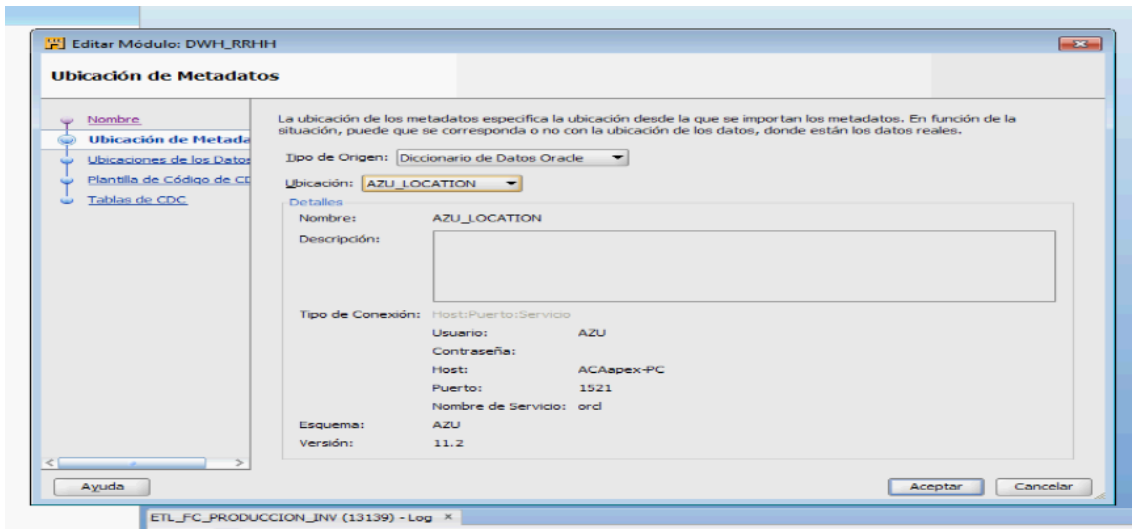 Editar Módulo: DWH_RRHH
Ubicación de Metadatos
Nombre
Ubicación de Metada
Ubicaciones de los Datos
Plantilla de Código de CD
Tablas de CDC
La ubicación de los metadatos especifica la ubicación desde la que se importan los metadatos. En función de la
situación, puede que se corresponda o no con la ubicación de los datos, donde están los datos reales.
Tipo de Origen: Diccionario de Datos Oracle
Ubicación: AZU_LOCATION
Detalles
Nombre: AZU_LOCATION
Descripción:
Tipo de Conexión: Host:Puerto:Servicio
Usuario: AZU
Contraseña:
Host: ACAapex-PC
Puerto: 1521
Nombre de Servicio: orcl
Esquema: AZU
Versión: 11.2
Ayuda
Aceptar
Cancelar
ETL_FC_PRODUCCION_INV (13139) - Log